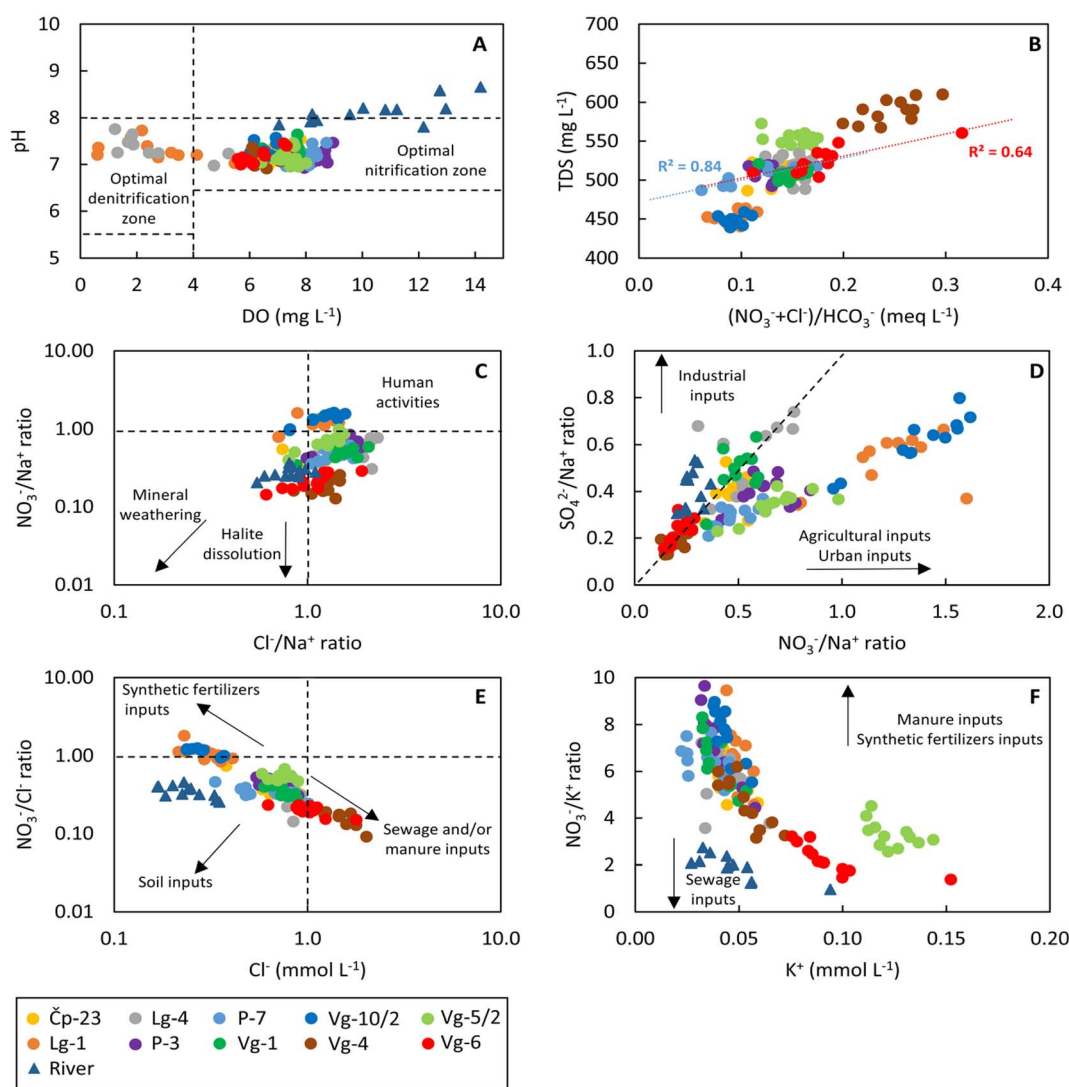 A
pH
10
9
8
7
6
5
Optimal
denitrification
zone
Optimal
nitrification zone
0 2 4 6 8 10 12 14
DO (mg L⁻¹)
B
TDS (mg L⁻¹)
700
650
600
550
500
450
400
R² = 0.84
R² = 0.64
0 0.1 0.2 0.3 0.4
(NO₃⁻+Cl⁻)/HCO₃⁻ (meq L⁻¹)
C
NO₃⁻/Na⁺ ratio
10.00
1.00
0.10
0.01
Human
activities
Mineral
weathering
Halite
dissolution
0.1 1.0 10.0
Cl⁻/Na⁺ ratio
D
SO₄²⁻/Na⁺ ratio
1.0
0.8
0.6
0.4
0.2
0.0
Industrial
inputs
Agricultural inputs
Urban inputs
0.0 0.5 1.0 1.5 2.0
NO₃⁻/Na⁺ ratio
E
NO₃⁻/Cl⁻ ratio
10.00
1.00
0.10
0.01
Synthetic fertilizers
inputs
Sewage and/or
manure inputs
Soil inputs
0.1 1.0 10.0
Cl⁻ (mmol L⁻¹)
F
NO₃⁻/K⁺ ratio
10
8
6
4
2
0
Manure inputs
Synthetic fertilizers inputs
Sewage
inputs
0.00 0.05 0.10 0.15 0.20
K⁺ (mmol L⁻¹)
Čp-23 Lg-4 P-7 Vg-10/2 Vg-5/2
Lg-1 P-3 Vg-1 Vg-4 Vg-6
River